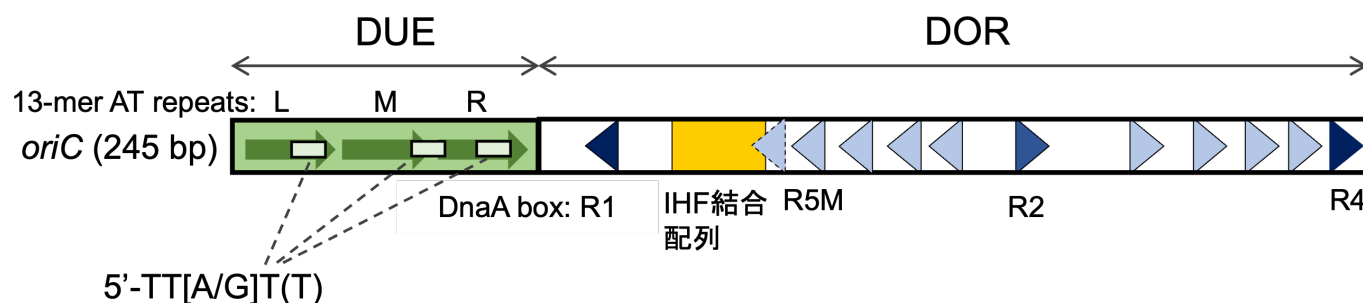 DUE
DOR
13-mer AT repeats: L M R
oriC (245 bp)
DnaA box: R1
IHF結合
配列
R5M
R2
R4
5’-TT[A/G]T(T)